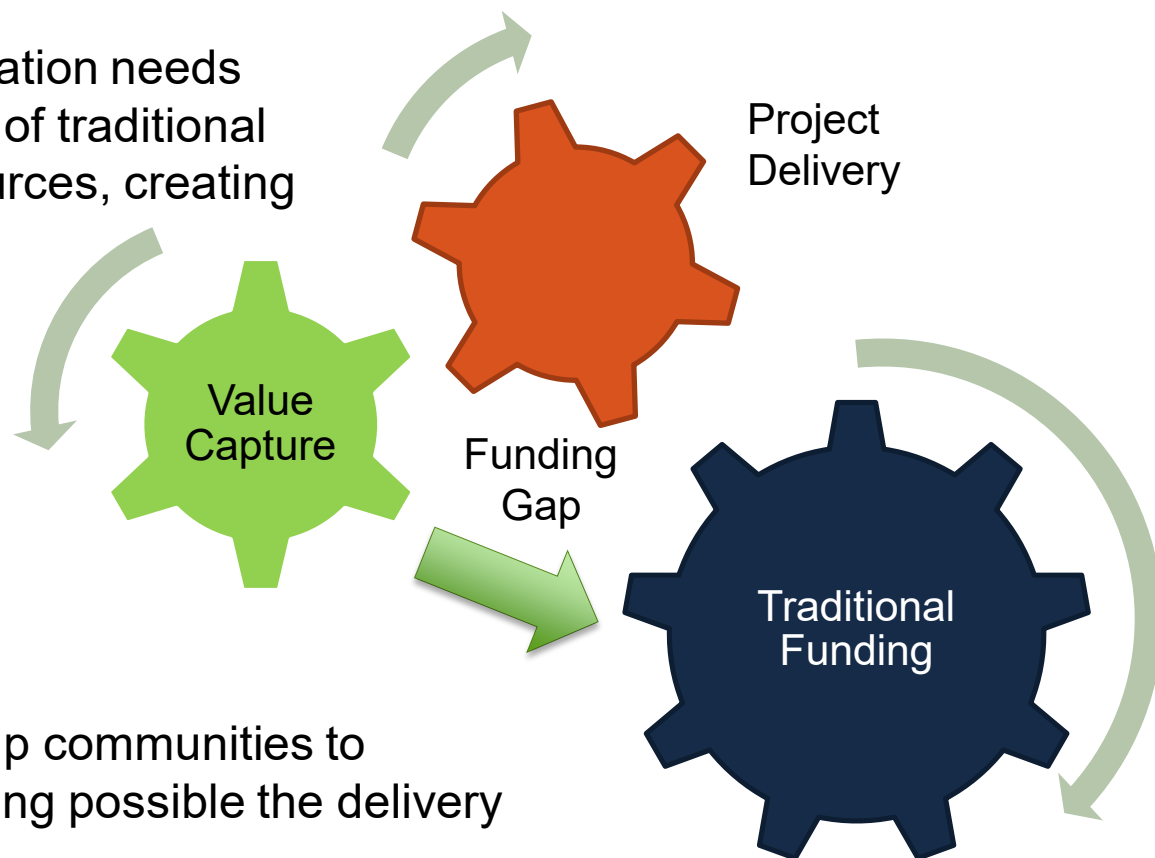 ation needs
of traditional
urces, creating
Project
Delivery
Value
Capture
Funding
Gap
Traditional
Funding
p communities to
ng possible the delivery